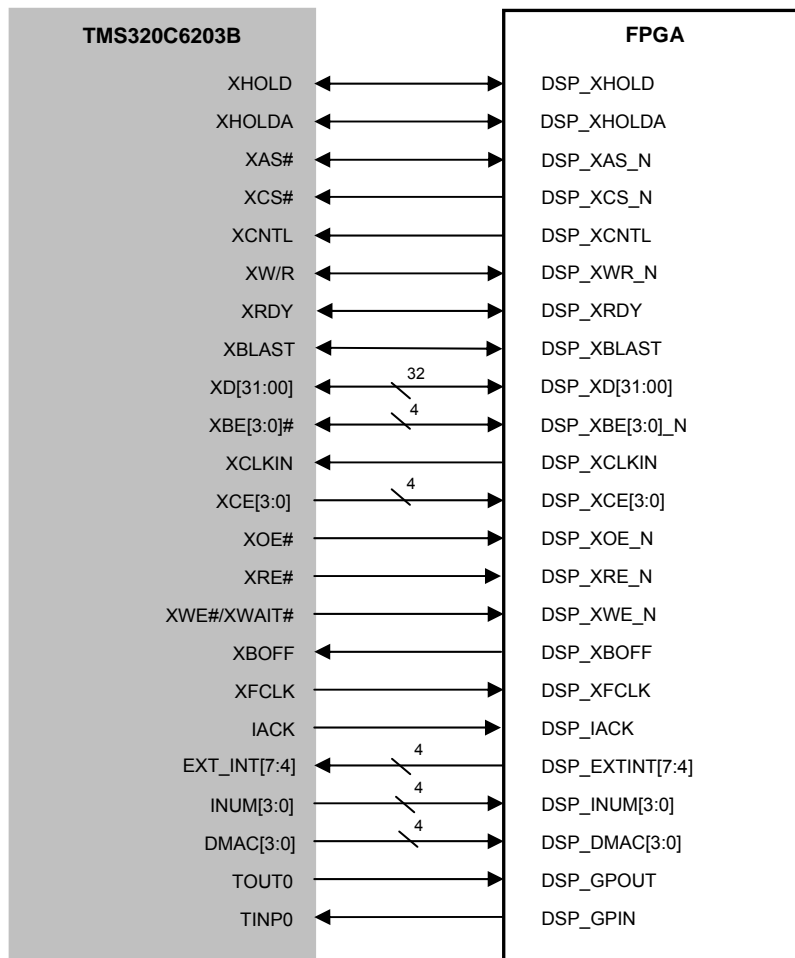 TMS320C6203B FPGA
XHOLD DSP_XHOLD
XHOLDA DSP_XHOLDA
XAS# DSP_XAS_N
XCS# DSP_XCS_N
XCNTL DSP_XCNTL
XW/R DSP_XWR_N
XRDY DSP_XRDY
XBLAST DSP_XBLAST
XD[31:00] 32 DSP_XD[31:00]
XBE[3:0]# 4 DSP_XBE[3:0]_N
XCLKIN DSP_XCLKIN
XCE[3:0] 4 DSP_XCE[3:0]
XOE# DSP_XOE_N
XRE# DSP_XRE_N
XWE#/XWAIT# DSP_XWE_N
XBOFF DSP_XBOFF
XFCLK DSP_XFCLK
IACK DSP_IACK
EXT_INT[7:4] 4 DSP_EXTINT[7:4]
INUM[3:0] 4 DSP_INUM[3:0]
DMAC[3:0] 4 DSP_DMAC[3:0]
TOUT0 DSP_GPOUT
TINP0 DSP_GPIN